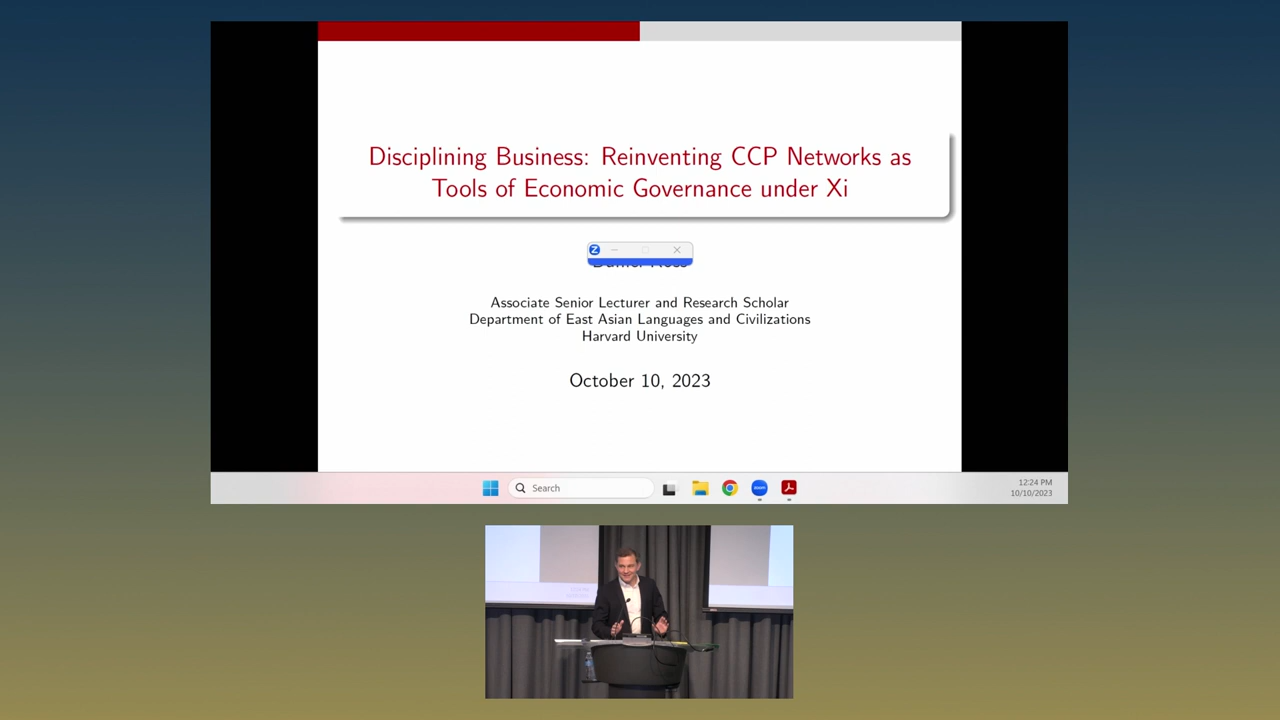 Disciplining Business: Reinventing CCP Networks as
Tools of Economic Governance under Xi
Associate Senior Lecturer and Research Scholar
Department of East Asian Languages and Civilizations
Harvard University
October 10, 2023
Search
zoom
12:24 PM
10/10/2023